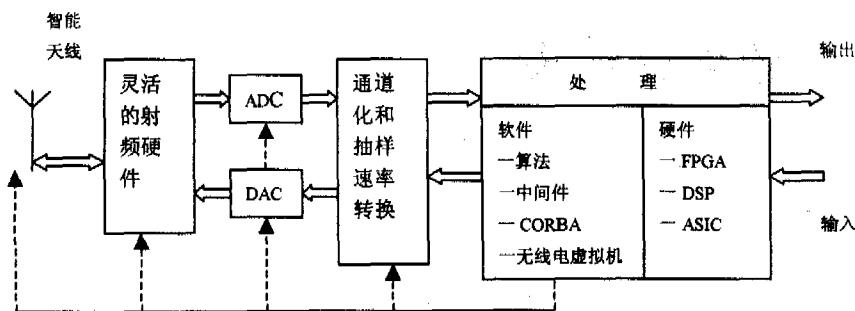 智能
天线
灵活
的射
频硬
件
ADC
DAC
通道
化和
抽样
速率
转换
处 理
软件
一算法
一中间件
一 CORBA
一无线电虚拟机
硬件
一 FPGA
一 DSP
一 ASIC
输出
输入